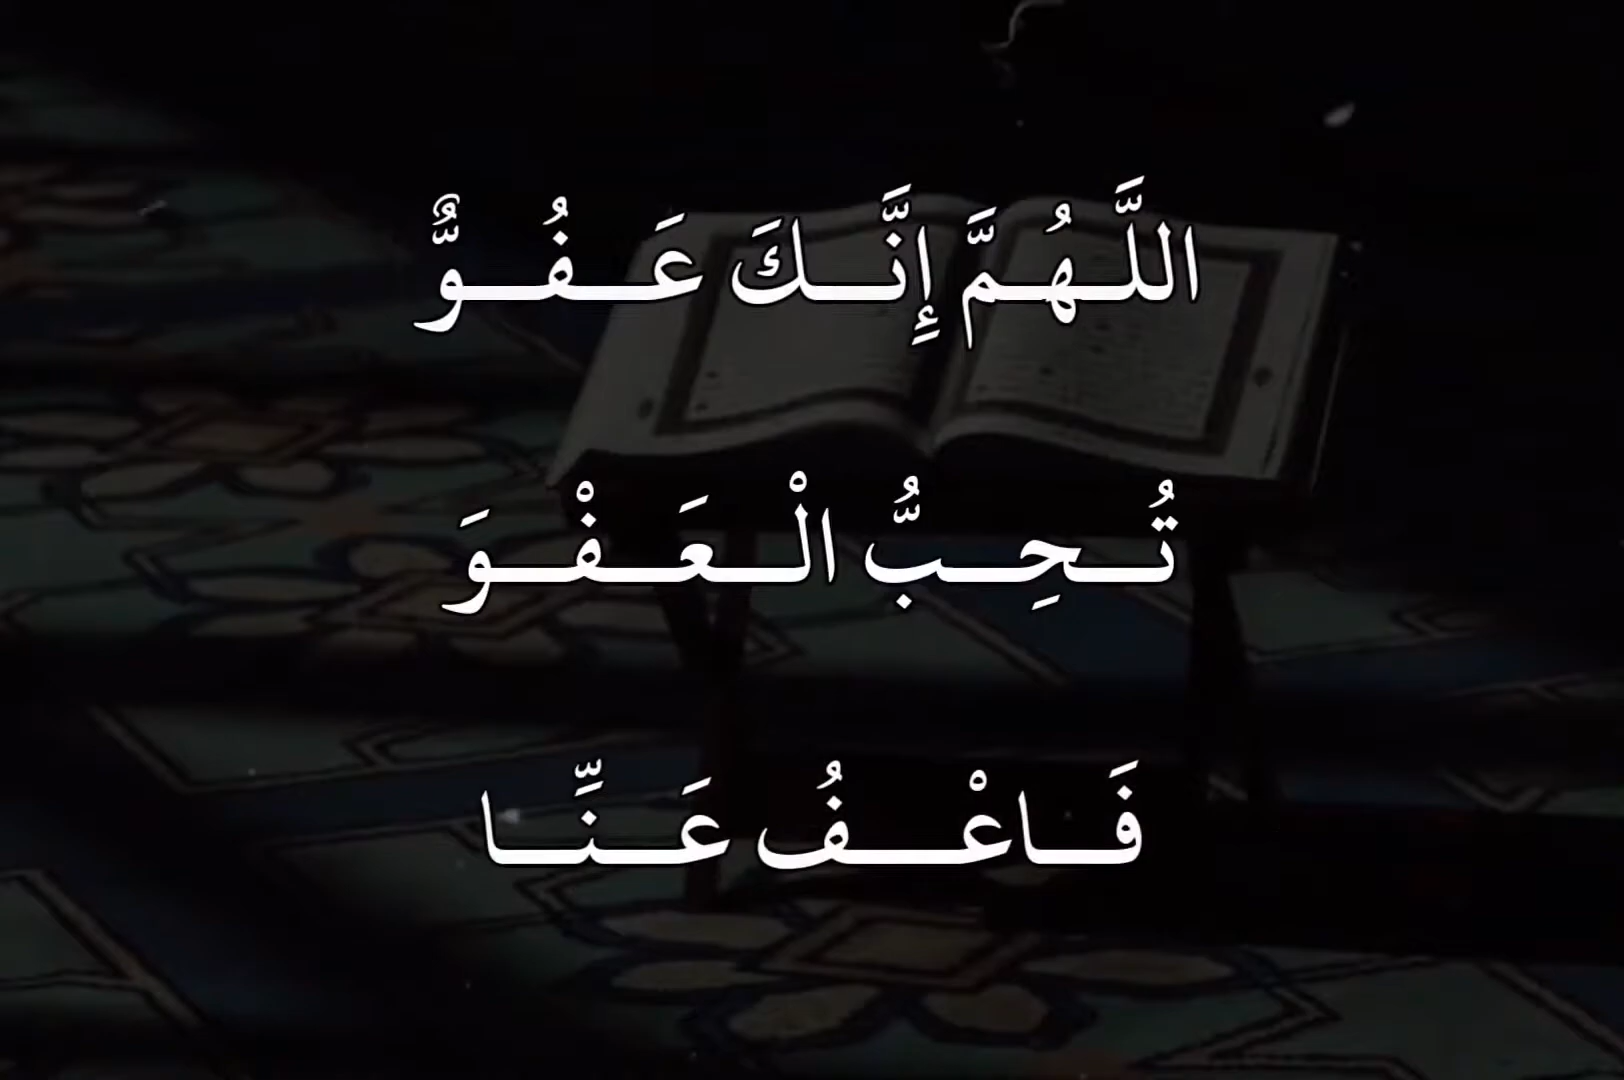 اللَّـهُـمَّ إِنَّـكَ عَـفُـوٌّ
تُـحِـبُّ الْـعَـفْـوَ
فَـاعْـفُ عَـنِّـا